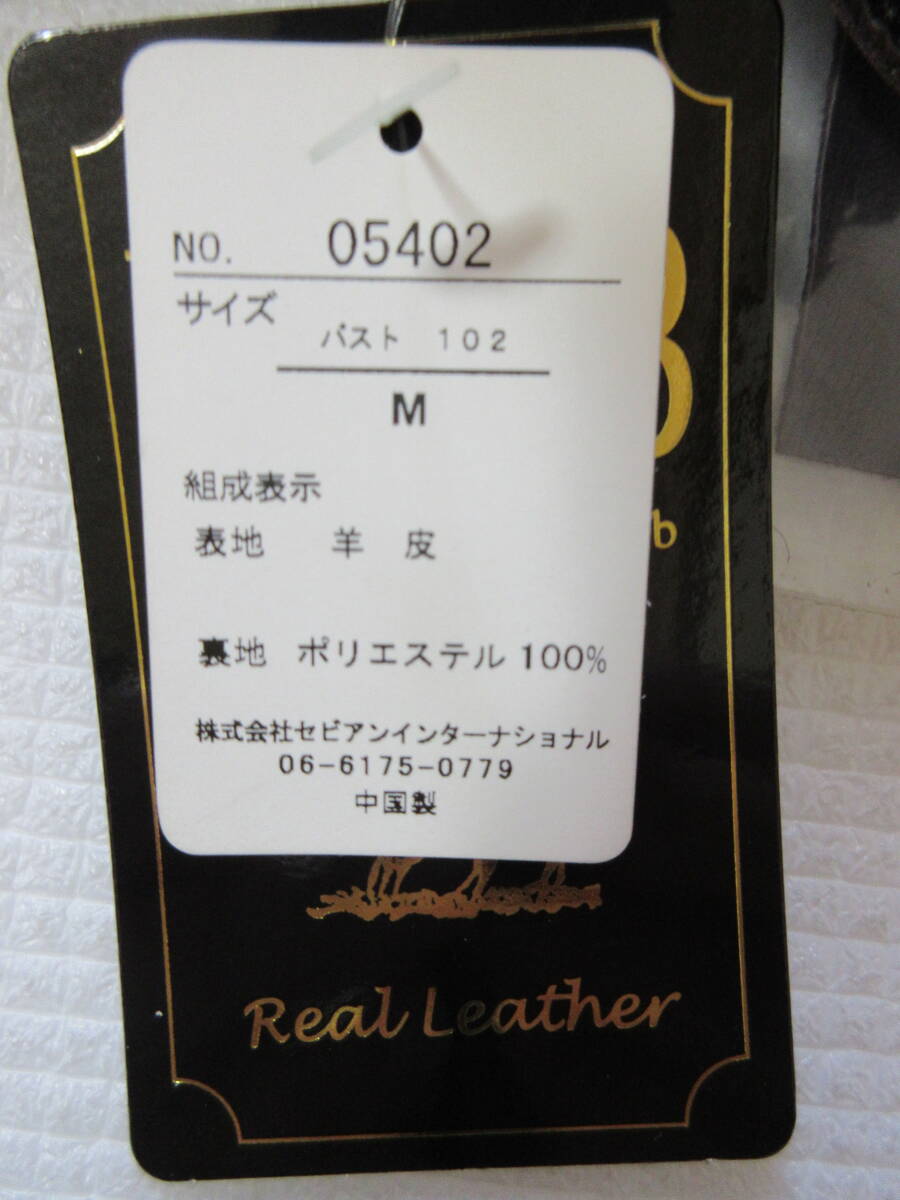 NO. 05402
サイズ
バスト 102
M
組成表示
表地 羊 皮
裏地 ポリエステル 100%
株式会社セビアンインターナショナル
06-6175-0779
中国製
Real Leather